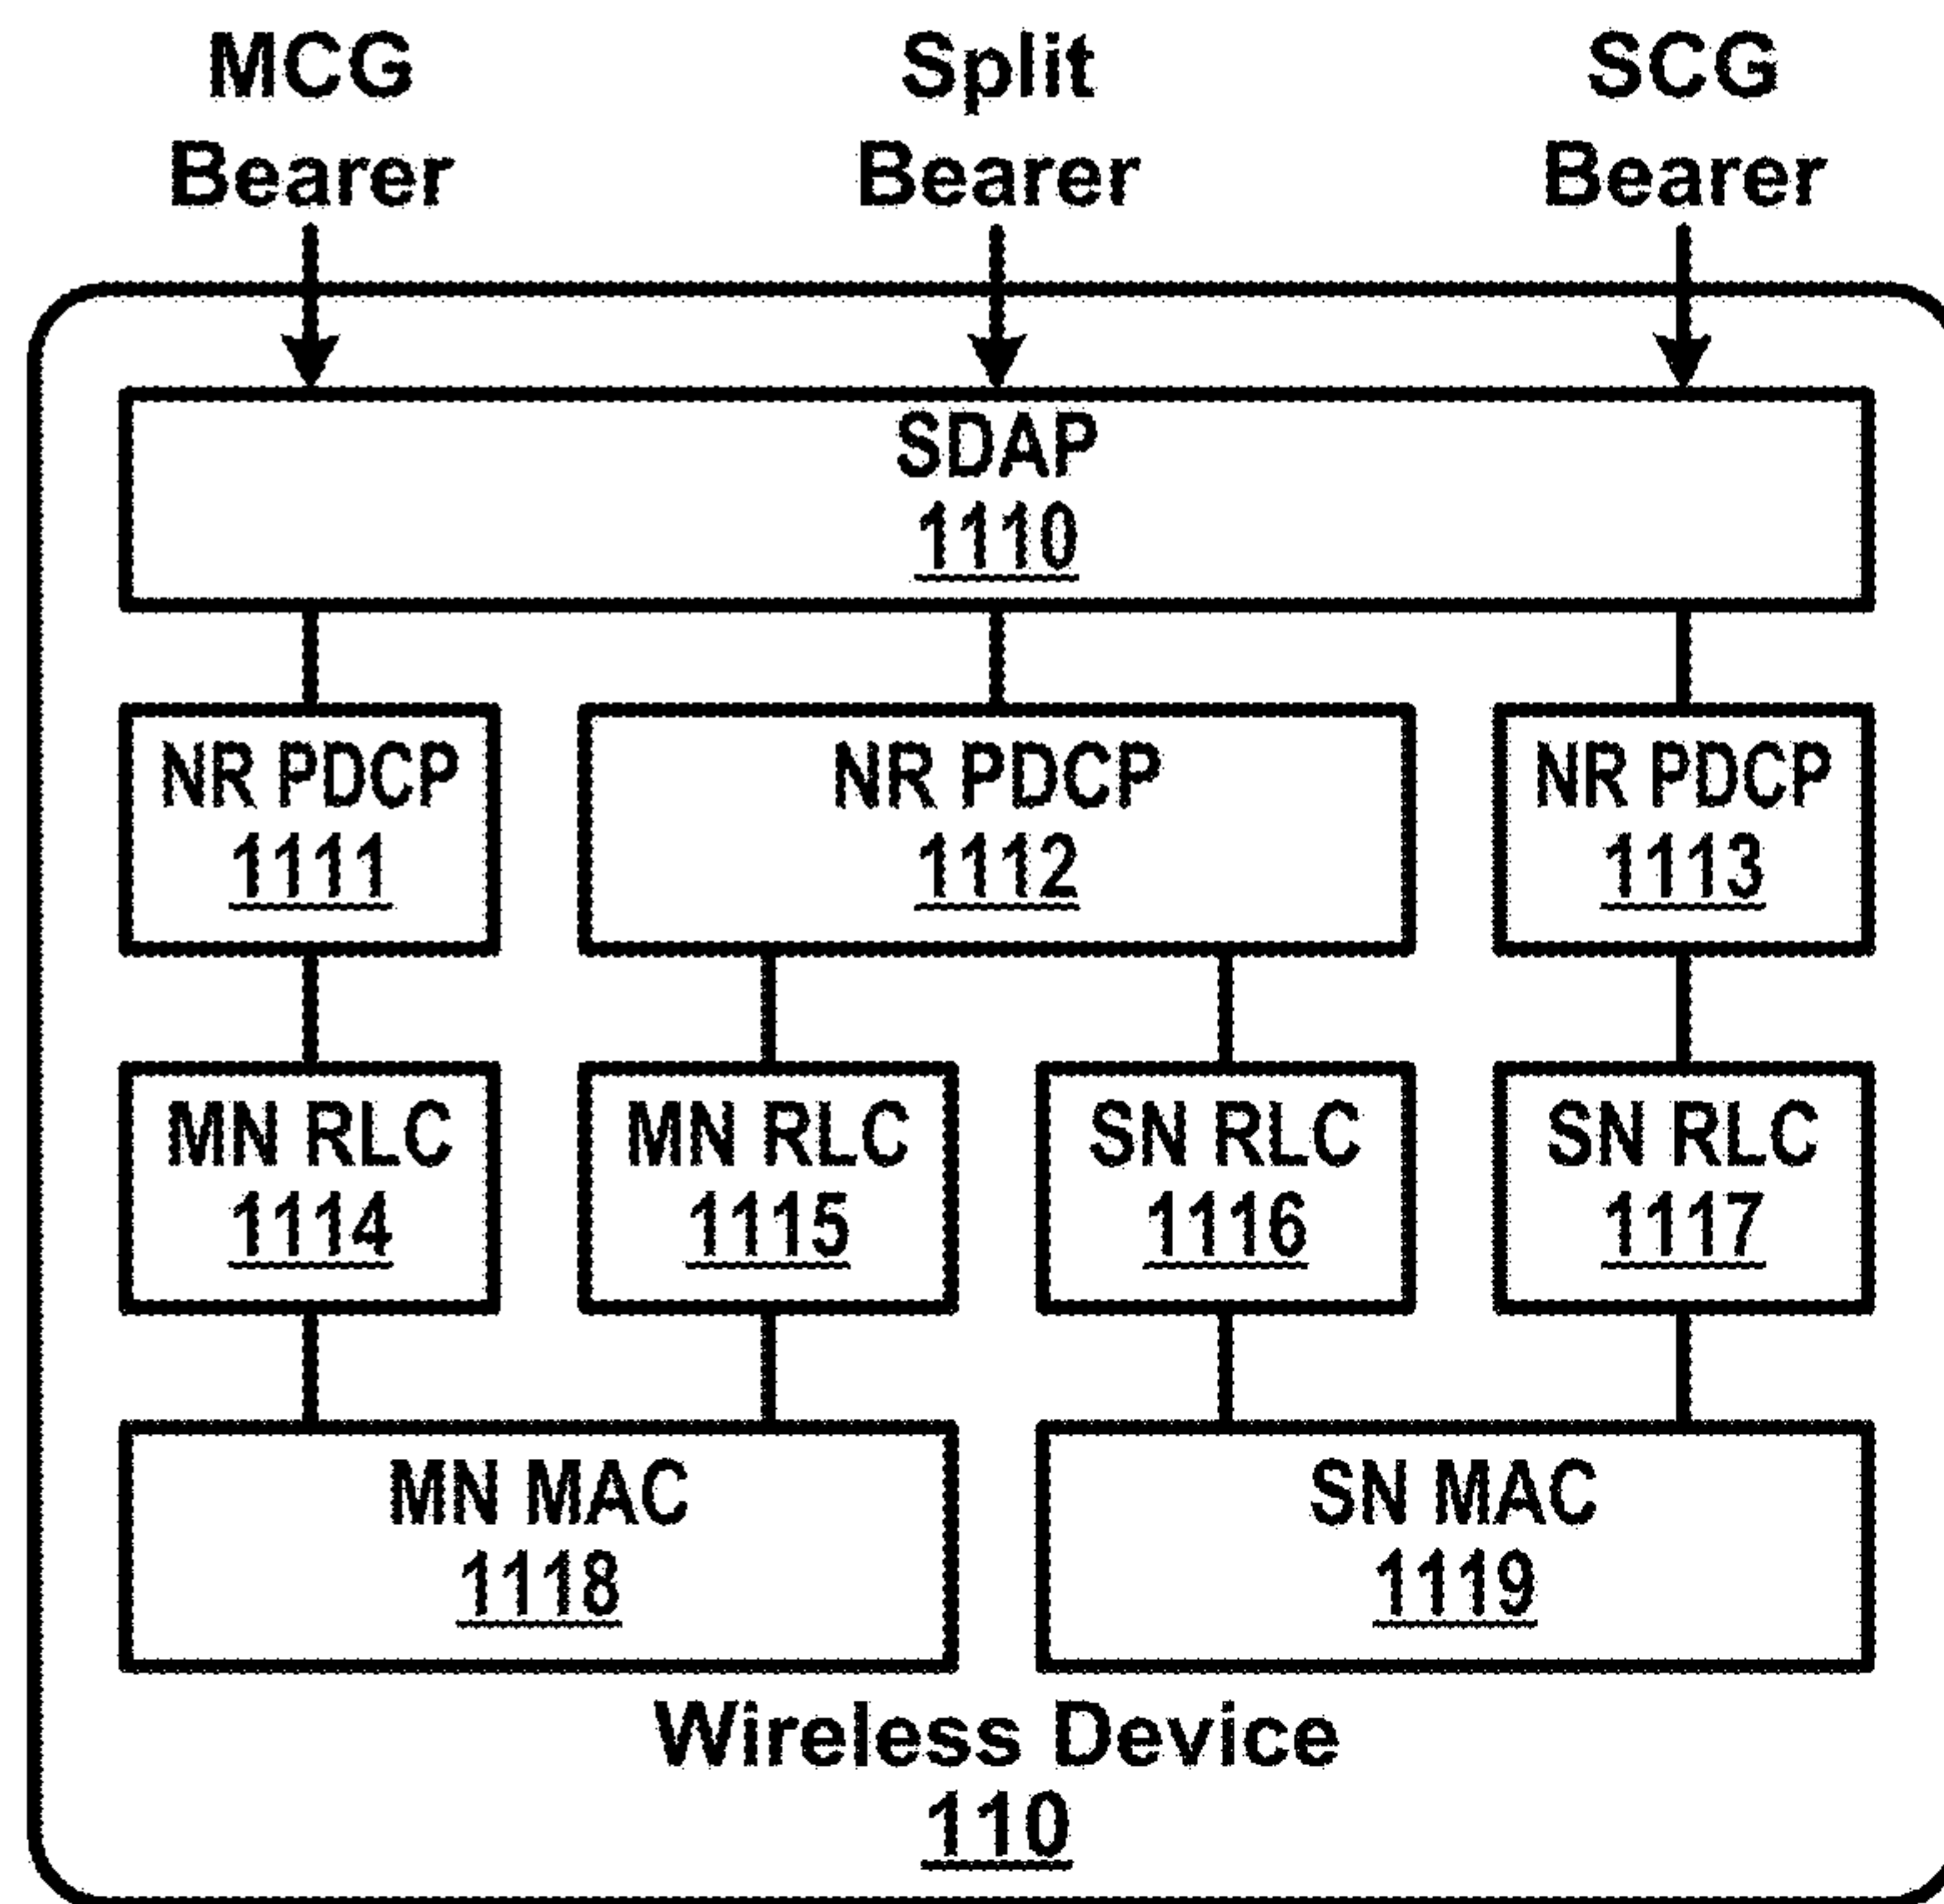 MCG Bearer
Split Bearer
SCG Bearer
SDAP
1110
NR PDCP
1111
NR PDCP
1112
NR PDCP
1113
MN RLC
1114
MN RLC
1115
SN RLC
1116
SN RLC
1117
MN MAC
1118
SN MAC
1119
Wireless Device
110